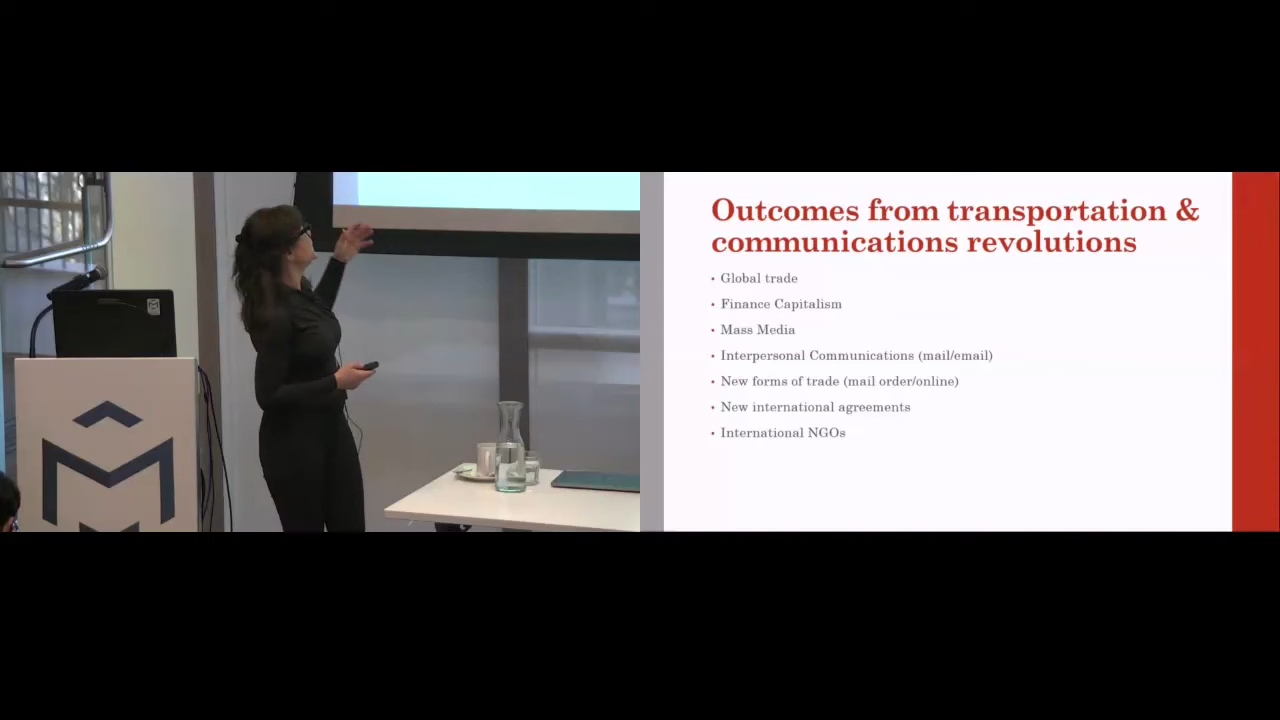 Outcomes from transportation &
communications revolutions
• Global trade
• Finance Capitalism
• Mass Media
• Interpersonal Communications (mail/email)
• New forms of trade (mail order/online)
• New international agreements
• International NGOs